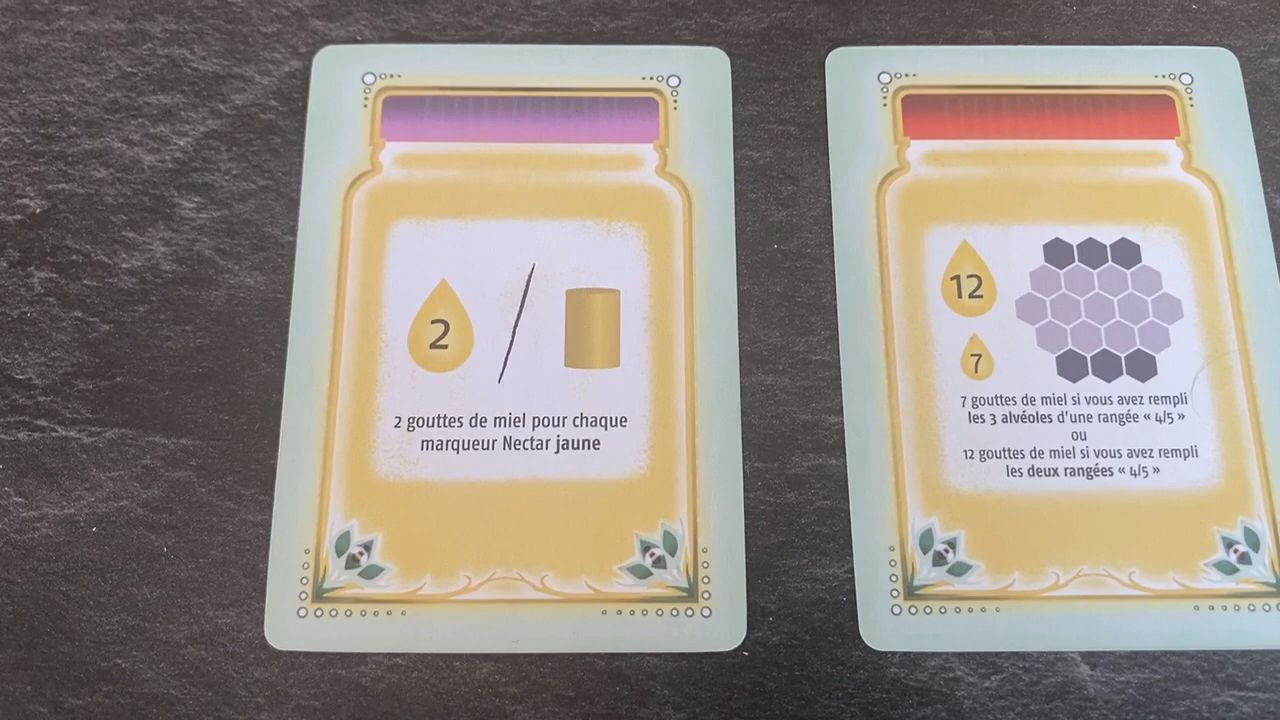 2
2 gouttes de miel pour chaque
marqueur Nectar jaune
12
7
7 gouttes de miel si vous avez rempli
les 3 alvéoles d'une rangée « 4/5 »
ou
12 gouttes de miel si vous avez rempli
les deux rangées « 4/5 »